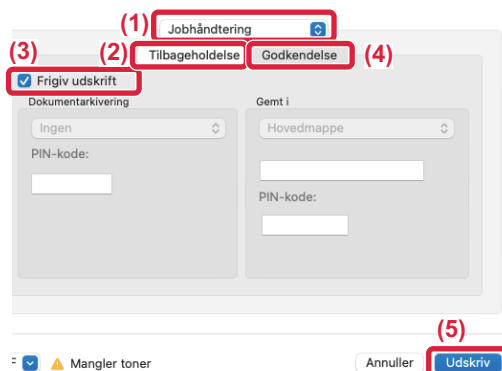 (1) Jobhåndtering
(2) Tilbageholdelse Godkendelse (4)
(3)
Frigiv udskrift
Dokumentarkivering Gemt i
Ingen Hovedmappe
PIN-kode:
PIN-kode:
(5)
Mangler toner Annuller Udskriv